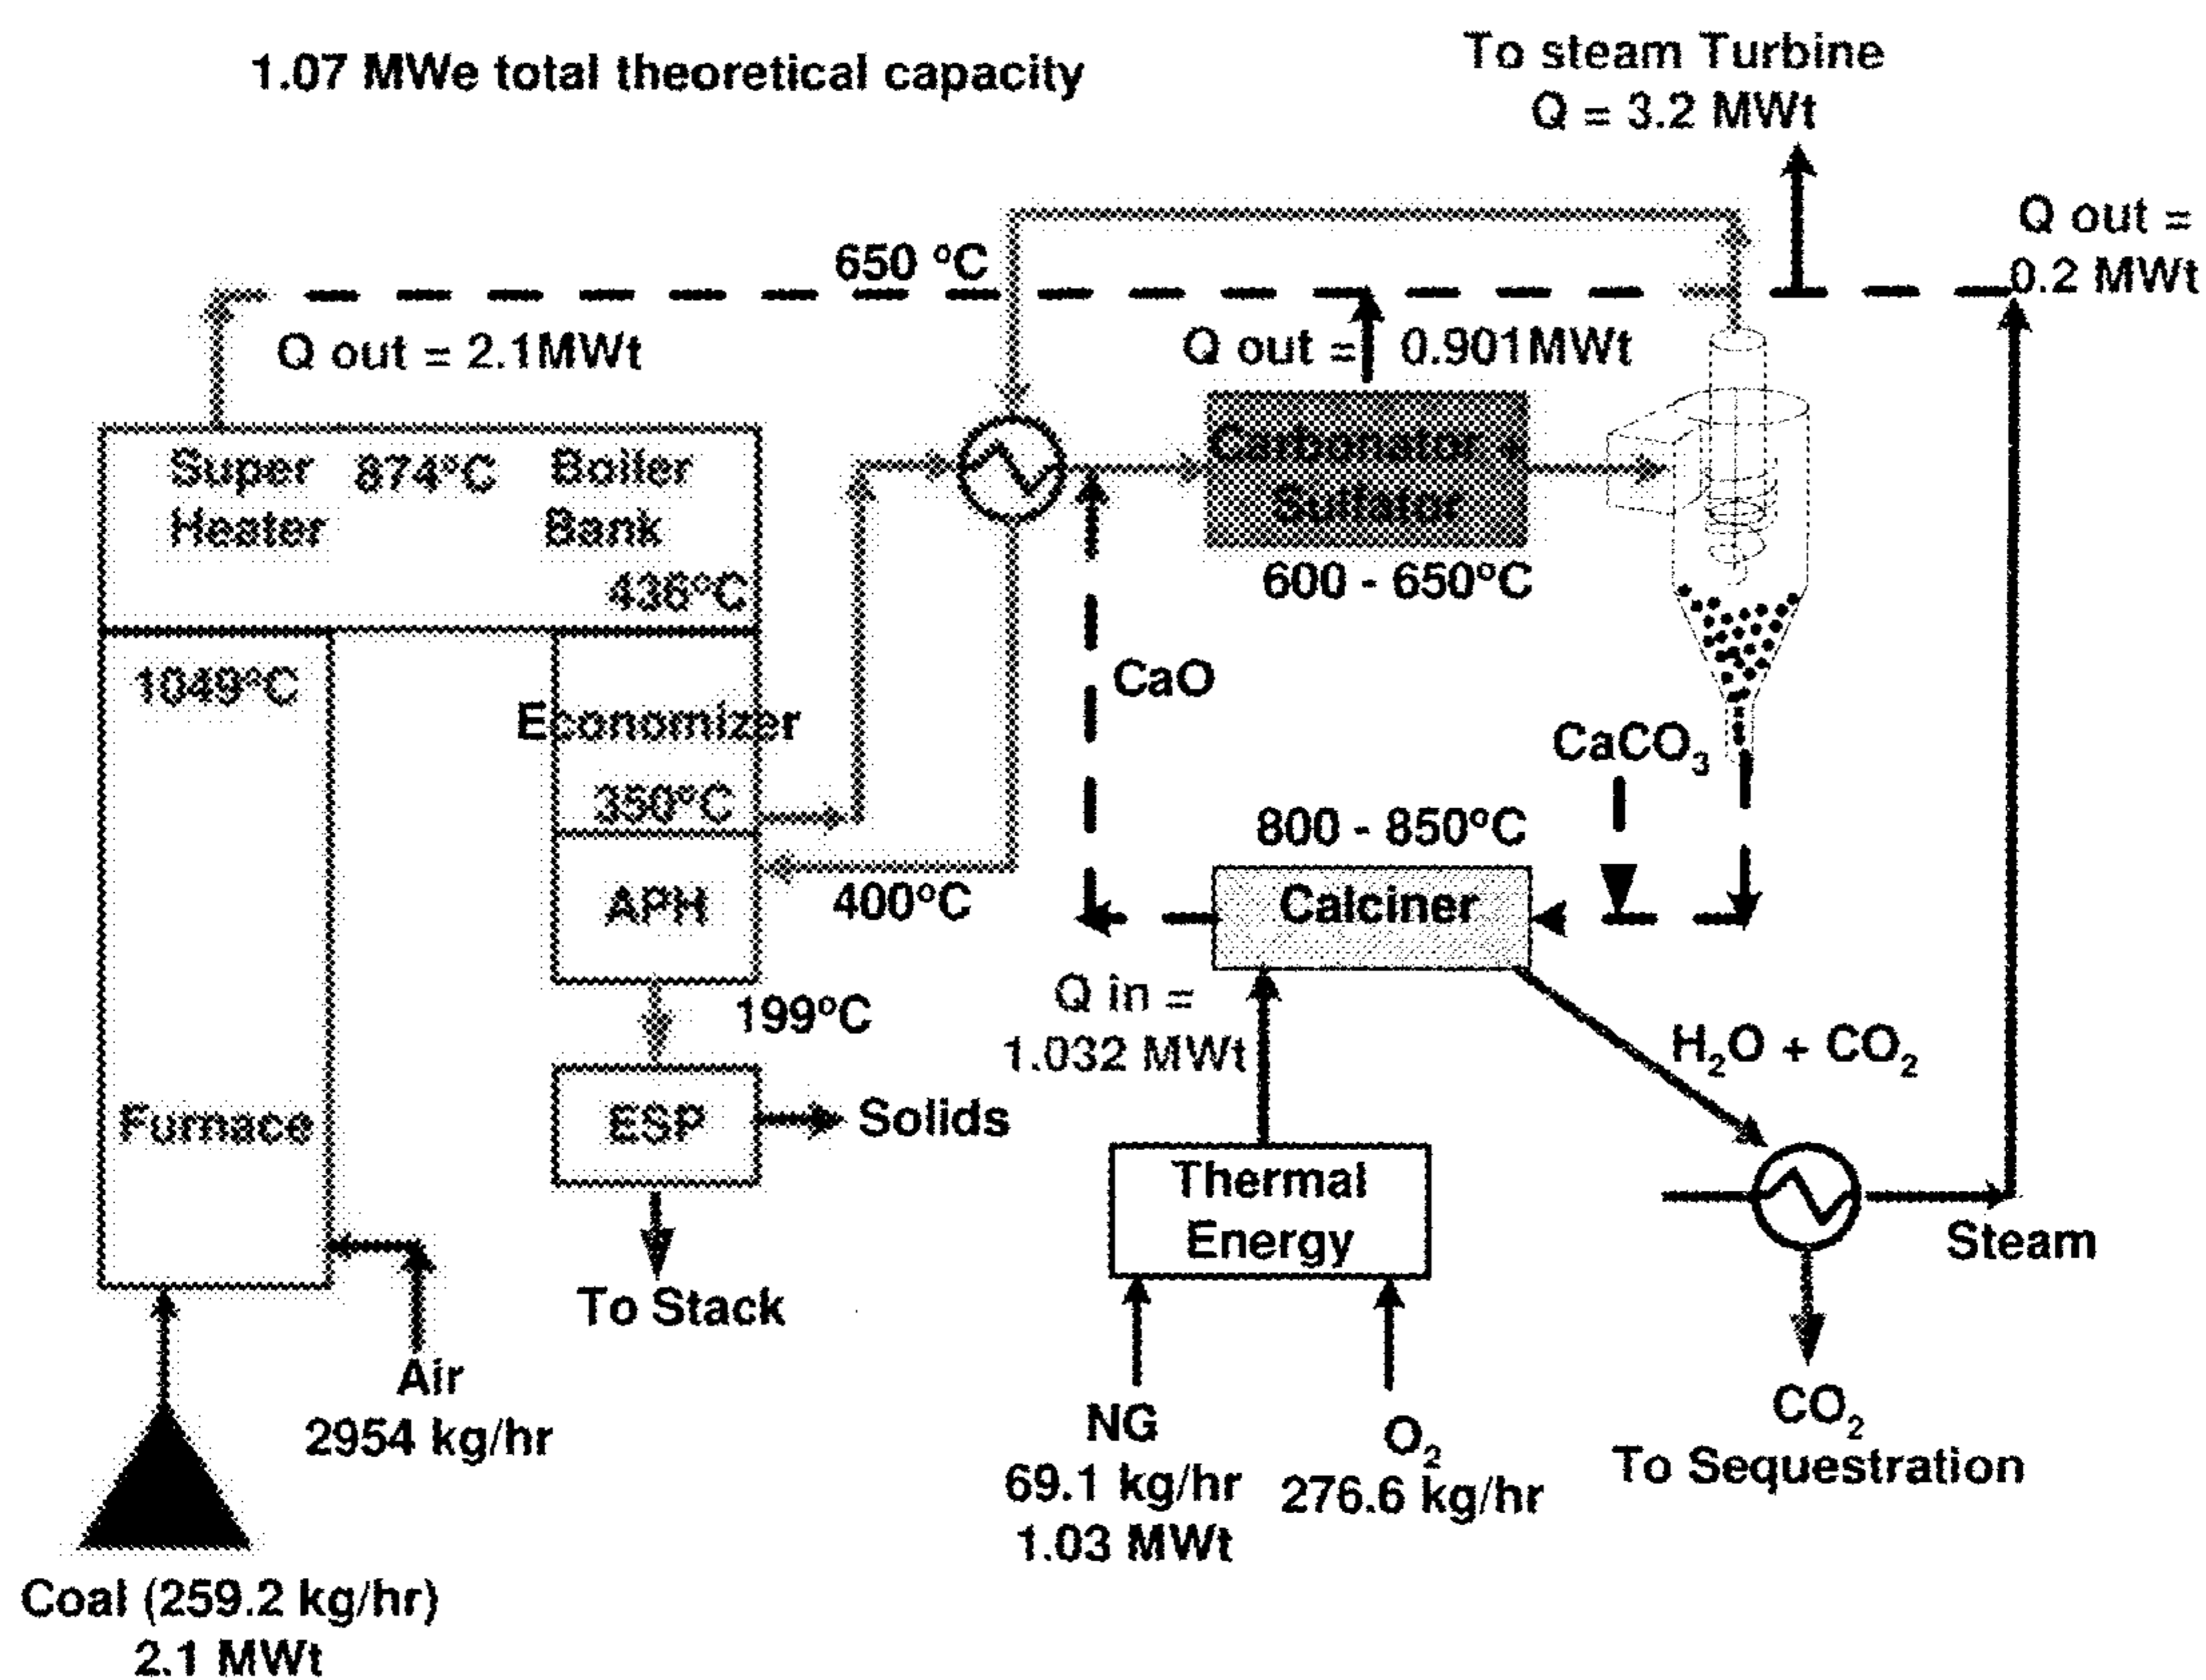 1.07 MWe total theoretical capacity
To steam Turbine
Q = 3.2 MWt
Q out =
0.2 MWt
650 °C
Q out = 2.1MWt
Q out = 0.901MWt
Super
Heater
874°C
Boiler
Bank
436°C
Carbonator +
Sulfator
600 - 650°C
1049°C
Economizer
350°C
CaO
CaCO₃
800 - 850°C
APH
400°C
Calciner
199°C
Q in =
1.032 MWt
H₂O + CO₂
Furnace
ESP
Solids
Thermal
Energy
Steam
To Stack
Air
2954 kg/hr
NG
69.1 kg/hr
1.03 MWt
O₂
276.6 kg/hr
CO₂
To Sequestration
Coal (259.2 kg/hr)
2.1 MWt